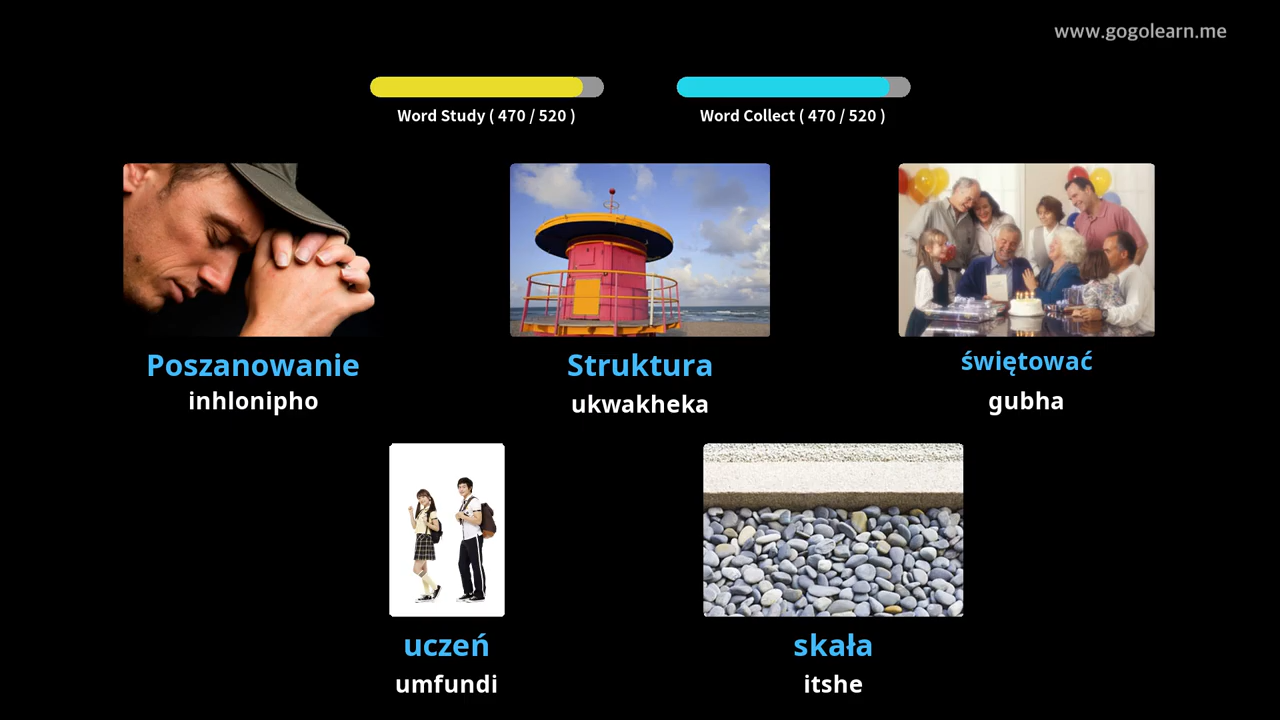 www.gogolearn.me
Word Study ( 470 / 520 )
Word Collect ( 470 / 520 )
Poszanowanie
inhlonipho
Struktura
ukwakheka
świętować
gubha
uczeń
umfundi
skała
itshe